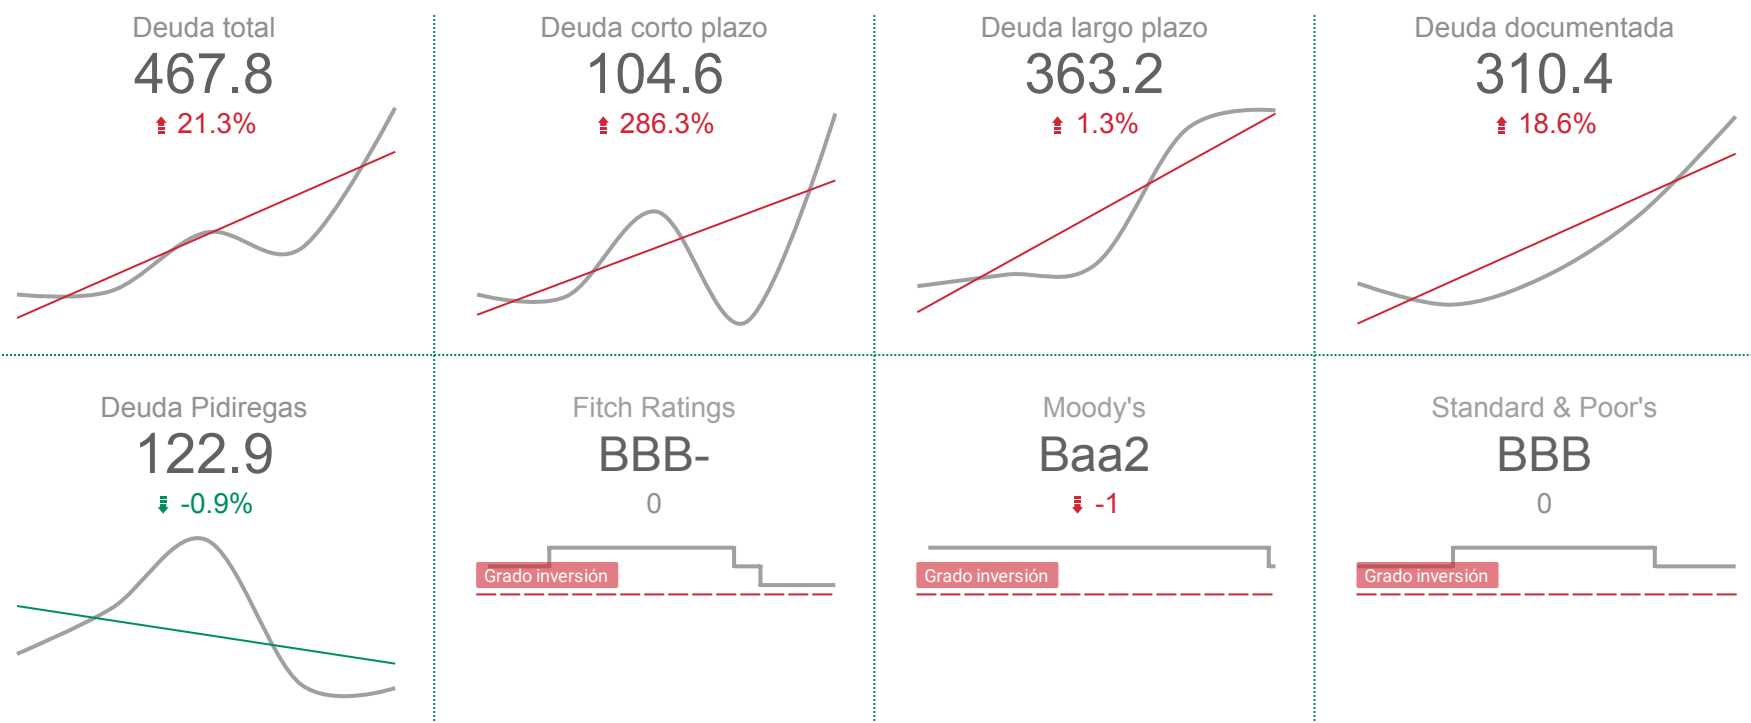 Deuda total
467.8
21.3%
Deuda corto plazo
104.6
286.3%
Deuda largo plazo
363.2
1.3%
Deuda documentada
310.4
18.6%
Deuda Pidiregas
122.9
-0.9%
Fitch Ratings
BBB-
0
Grado inversión
Moody's
Baa2
-1
Grado inversión
Standard & Poor's
BBB
0
Grado inversión